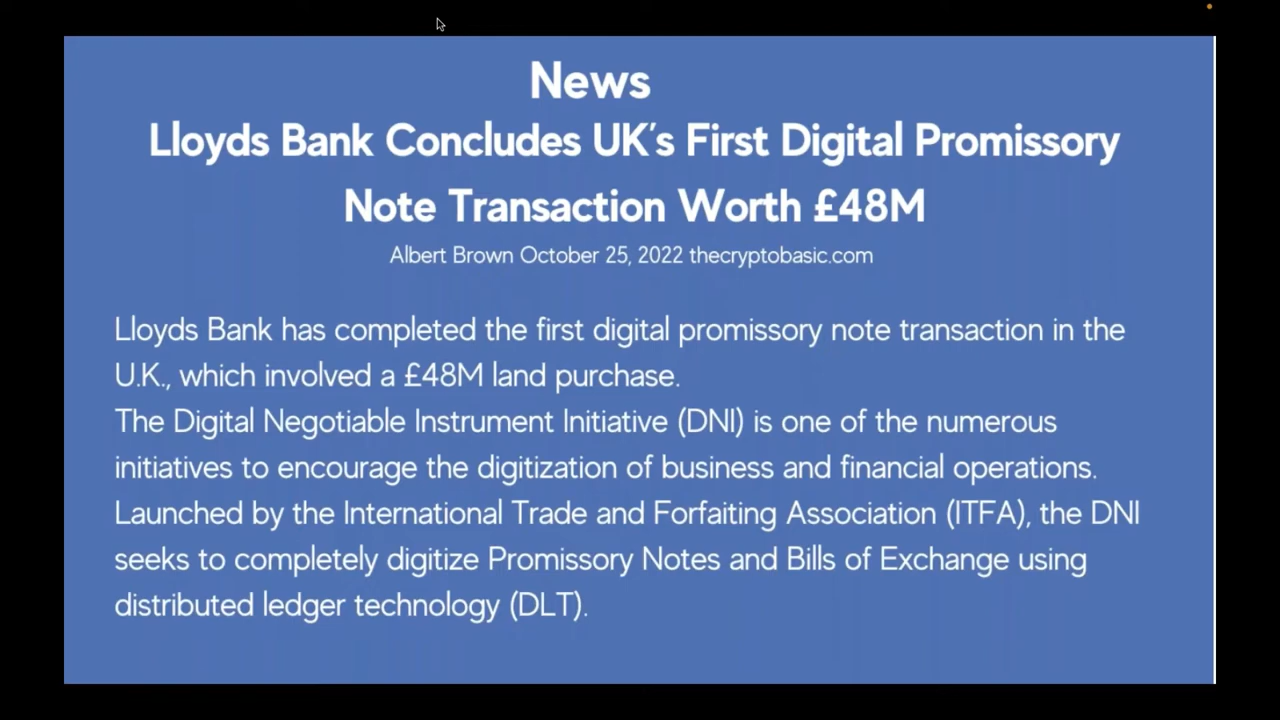 News
Lloyds Bank Concludes UK's First Digital Promissory
Note Transaction Worth £48M
Albert Brown October 25, 2022 thecryptobasic.com
Lloyds Bank has completed the first digital promissory note transaction in the
U.K., which involved a £48M land purchase.
The Digital Negotiable Instrument Initiative (DNI) is one of the numerous
initiatives to encourage the digitization of business and financial operations.
Launched by the International Trade and Forfaiting Association (ITFA), the DNI
seeks to completely digitize Promissory Notes and Bills of Exchange using
distributed ledger technology (DLT).